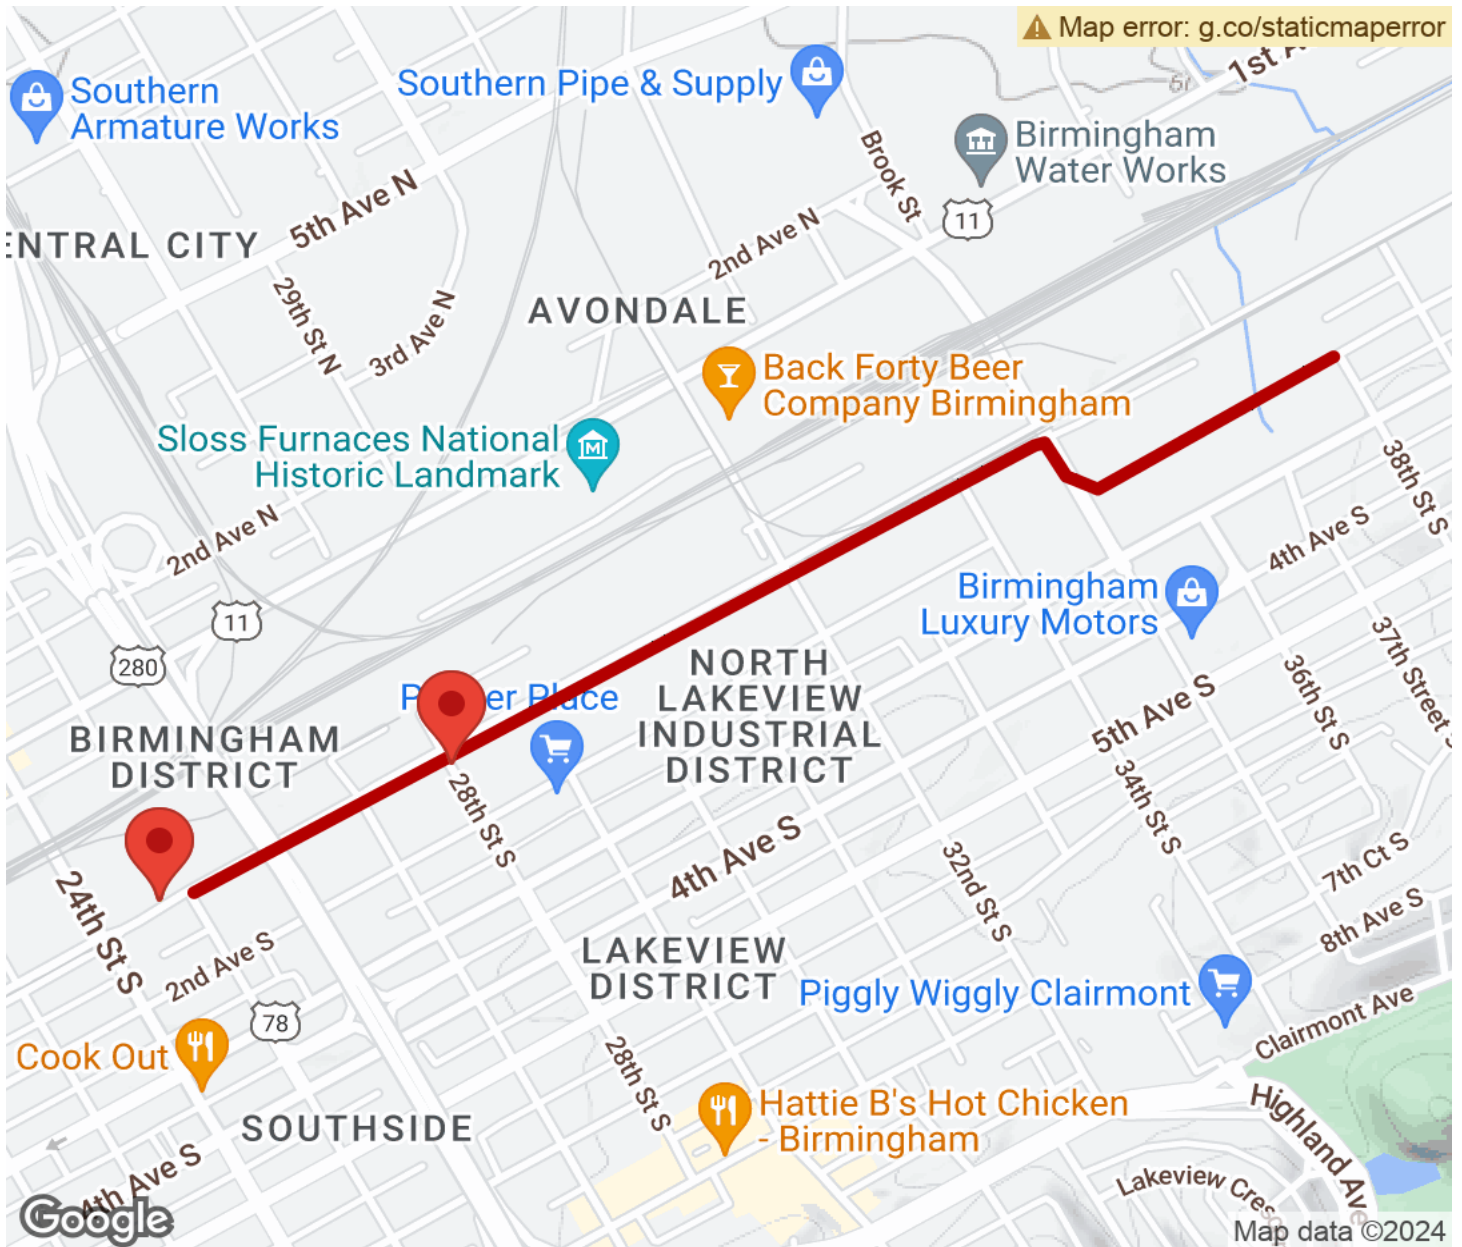 Map error: g.co/staticmaperror
1st A
Southern
Armature Works
Southern Pipe & Supply
Birmingham
Water Works
Brook St
11
5th Ave N
2nd Ave N
ENTRAL CITY
29th St N
3rd Ave N
AVONDALE
Back Forty Beer
Company Birmingham
Sloss Furnaces National
Historic Landmark
38th St S
2nd Ave N
4th Ave S
11
280
Birmingham
Luxury Motors
37th Street S
36th St S
5th Ave S
NORTH
LAKEVIEW
INDUSTRIAL
DISTRICT
P er Place
BIRMINGHAM
DISTRICT
28th St S
34th St S
4th Ave S
32nd St S
7th Ct S
8th Ave S
24th St S
2nd Ave S
LAKEVIEW
DISTRICT
Piggly Wiggly Clairmont
Clairmont Ave
78
Cook Out
28th St S
Hattie B's Hot Chicken
- Birmingham
Highland Ave
SOUTHSIDE
4th Ave S
Lakeview Cresc
Google
Map data ©2024